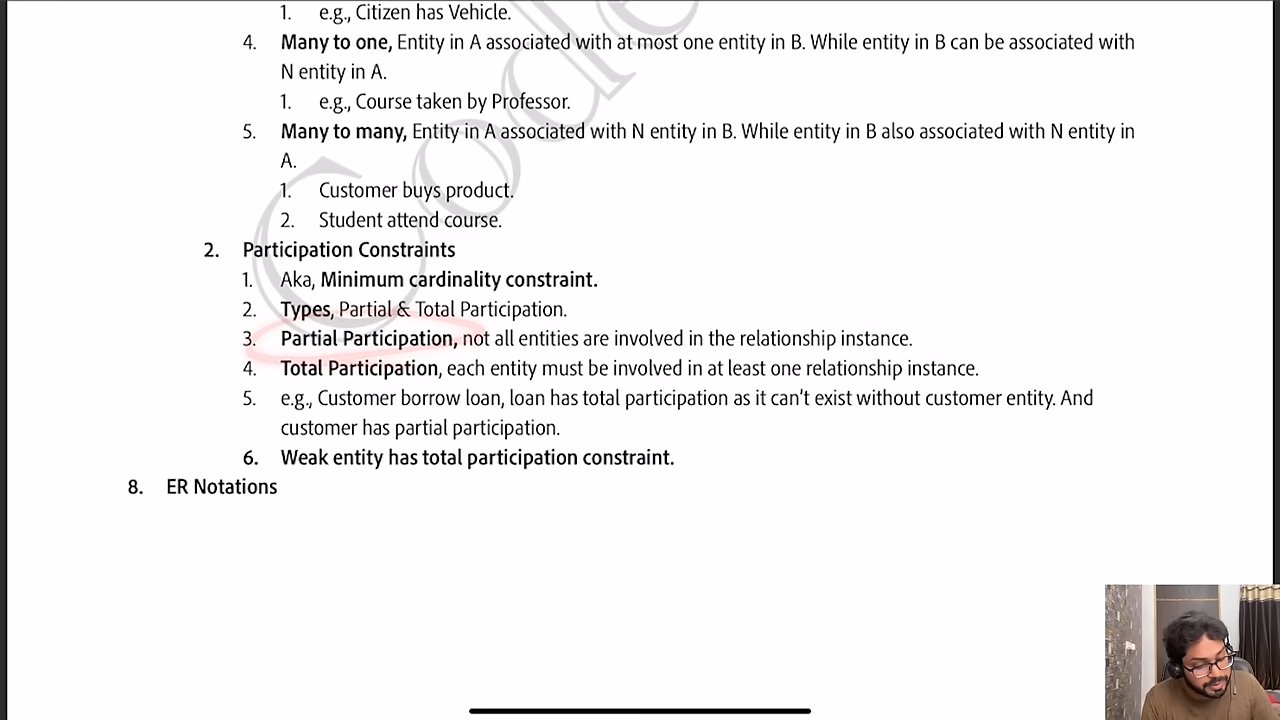 1. e.g., Citizen has Vehicle.
4. Many to one, Entity in A associated with at most one entity in B. While entity in B can be associated with
N entity in A.
1. e.g., Course taken by Professor.
5. Many to many, Entity in A associated with N entity in B. While entity in B also associated with N entity in
A.
1. Customer buys product.
2. Student attend course.
2. Participation Constraints
1. Aka, Minimum cardinality constraint.
2. Types, Partial & Total Participation.
3. Partial Participation, not all entities are involved in the relationship instance.
4. Total Participation, each entity must be involved in at least one relationship instance.
5. e.g., Customer borrow loan, loan has total participation as it can’t exist without customer entity. And
customer has partial participation.
6. Weak entity has total participation constraint.
8. ER Notations